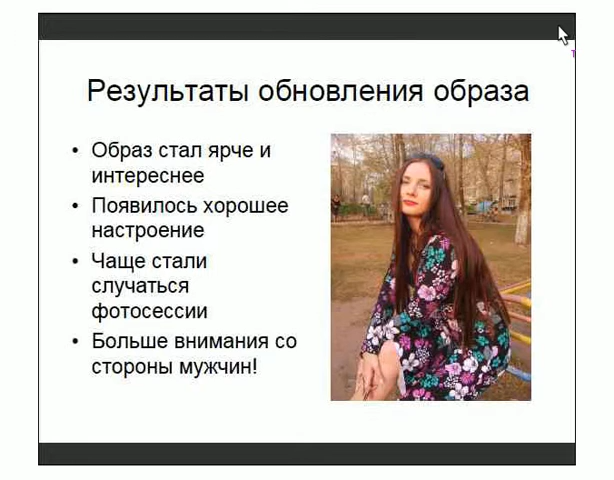 Результаты обновления образа
• Образ стал ярче и
интереснее
• Появилось хорошее
настроение
• Чаще стали
случаться
фотосессии
• Больше внимания со
стороны мужчин!